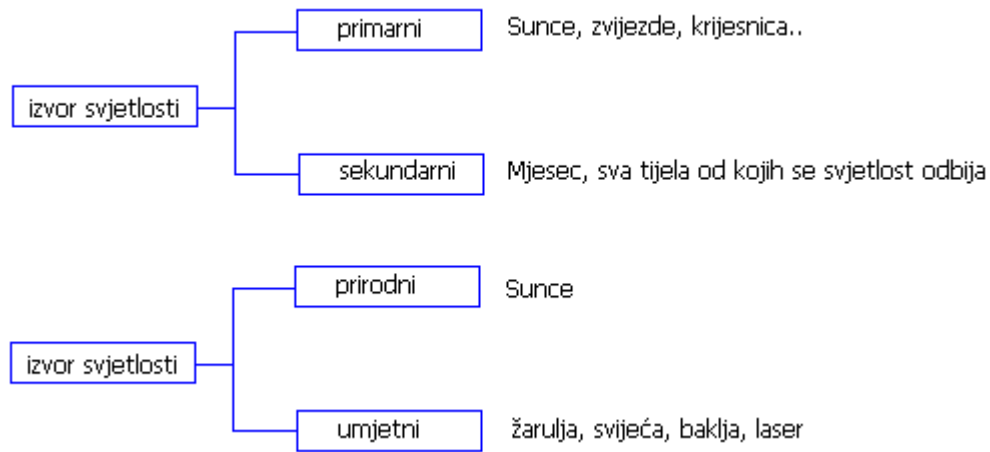 primarni Sunce, zvijezde, krijesnica..
izvor svjetlosti
sekundarni Mjesec, sva tijela od kojih se svjetlost odbija
prirodni Sunce
izvor svjetlosti
umjetni žarulja, svijeća, baklja, laser